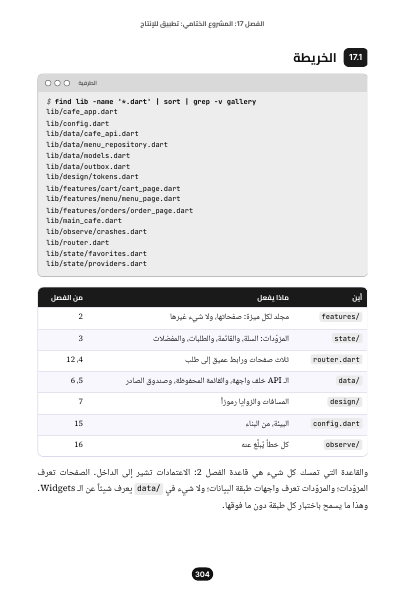 الفصل 17: المشروع الختامي: تطبيق للإنتاج
17.1 الخريطة
الطرفية
$ find lib -name '*.dart' | sort | grep -v gallery
lib/cafe_app.dart
lib/config.dart
lib/data/cafe_api.dart
lib/data/menu_repository.dart
lib/data/models.dart
lib/data/outbox.dart
lib/design/tokens.dart
lib/features/cart/cart_page.dart
lib/features/menu/menu_page.dart
lib/features/orders/order_page.dart
lib/main_cafe.dart
lib/observe/crashes.dart
lib/router.dart
lib/state/favorites.dart
lib/state/providers.dart
أين ماذا يفعل من الفصل
features/ مجلد لكل ميزة: صفحاتها، ولا شيء غيرها 2
state/ المزوّدات: السلة، والقائمة، والطلبات، والمفضلات 3
router.dart ثلاث صفحات ورابط عميق إلى طلب 4، 12
data/ الـ API خلف واجهة، والقائمة المحفوظة، وصندوق الصادر 5، 6
design/ المسافات والزوايا رموزاً 7
config.dart البيئة، من البناء 15
observe/ كل خطأ يُبلَّغ عنه 16
والقاعدة التي تمسك كل شيء هي قاعدة الفصل 2: الاعتمادات تشير إلى الداخل. الصفحات تعرف
المزوّدات؛ والمزوّدات تعرف واجهات طبقة البيانات؛ ولا شيء في data/ يعرف شيئاً عن الـ Widgets.
وهذا ما يسمح باختبار كل طبقة دون ما فوقها.
304